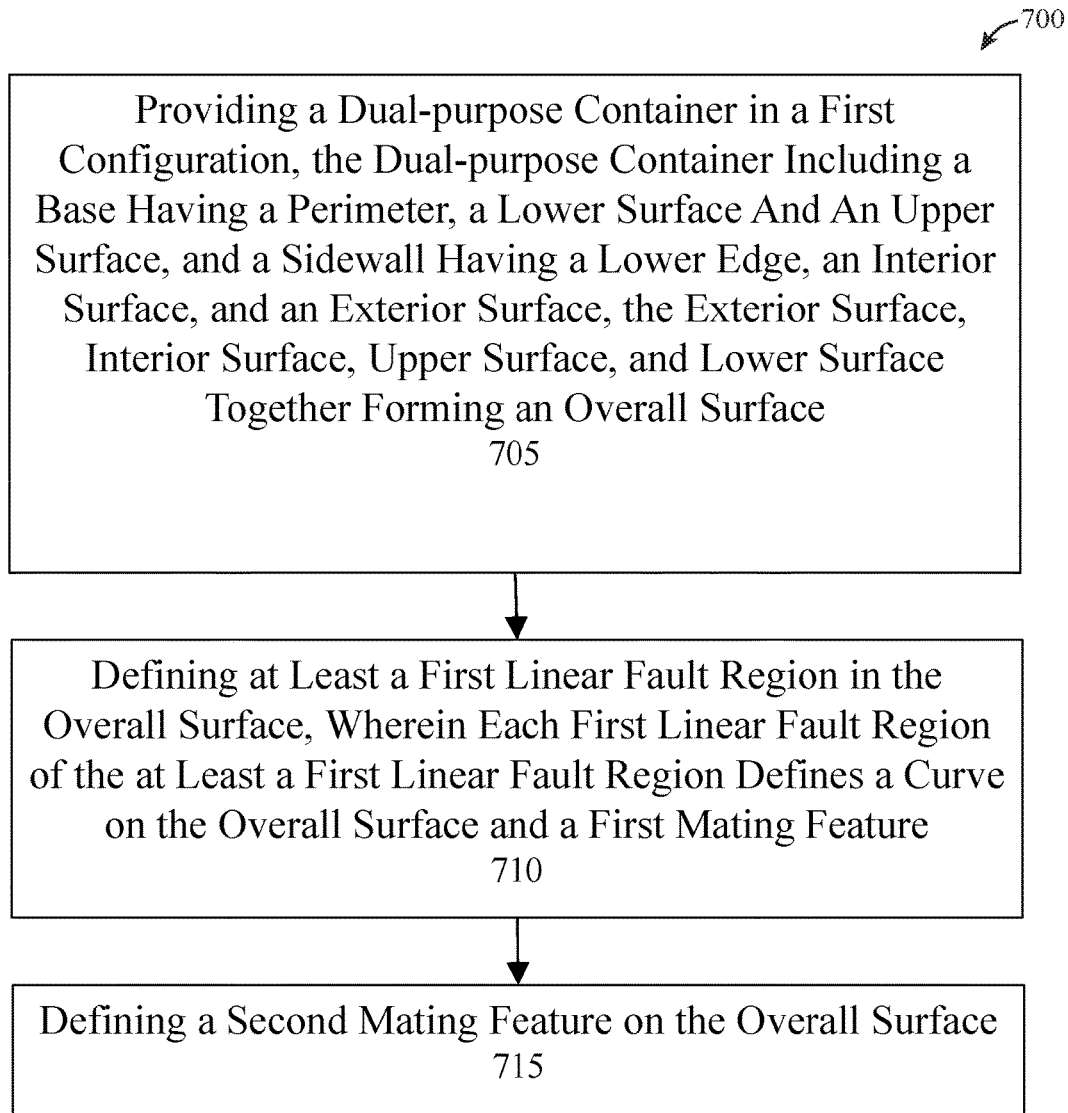 700
Providing a Dual-purpose Container in a First
Configuration, the Dual-purpose Container Including a
Base Having a Perimeter, a Lower Surface And An Upper
Surface, and a Sidewall Having a Lower Edge, an Interior
Surface, and an Exterior Surface, the Exterior Surface,
Interior Surface, Upper Surface, and Lower Surface
Together Forming an Overall Surface
705
Defining at Least a First Linear Fault Region in the
Overall Surface, Wherein Each First Linear Fault Region
of the at Least a First Linear Fault Region Defines a Curve
on the Overall Surface and a First Mating Feature
710
Defining a Second Mating Feature on the Overall Surface
715